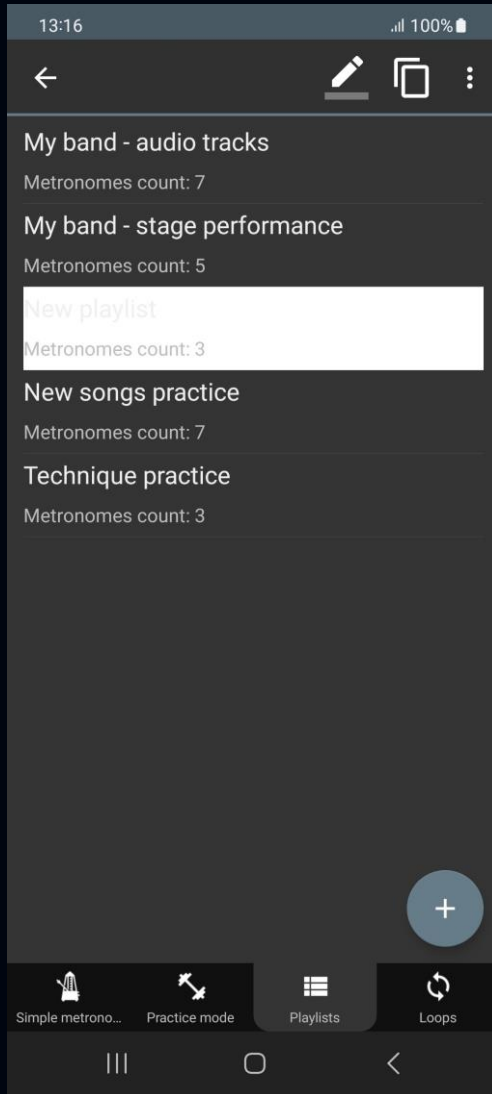 13:16
100%
My band - audio tracks
Metronomes count: 7
My band - stage performance
Metronomes count: 5
New playlist
Metronomes count: 3
New songs practice
Metronomes count: 7
Technique practice
Metronomes count: 3
Simple metrono... Practice mode Playlists Loops